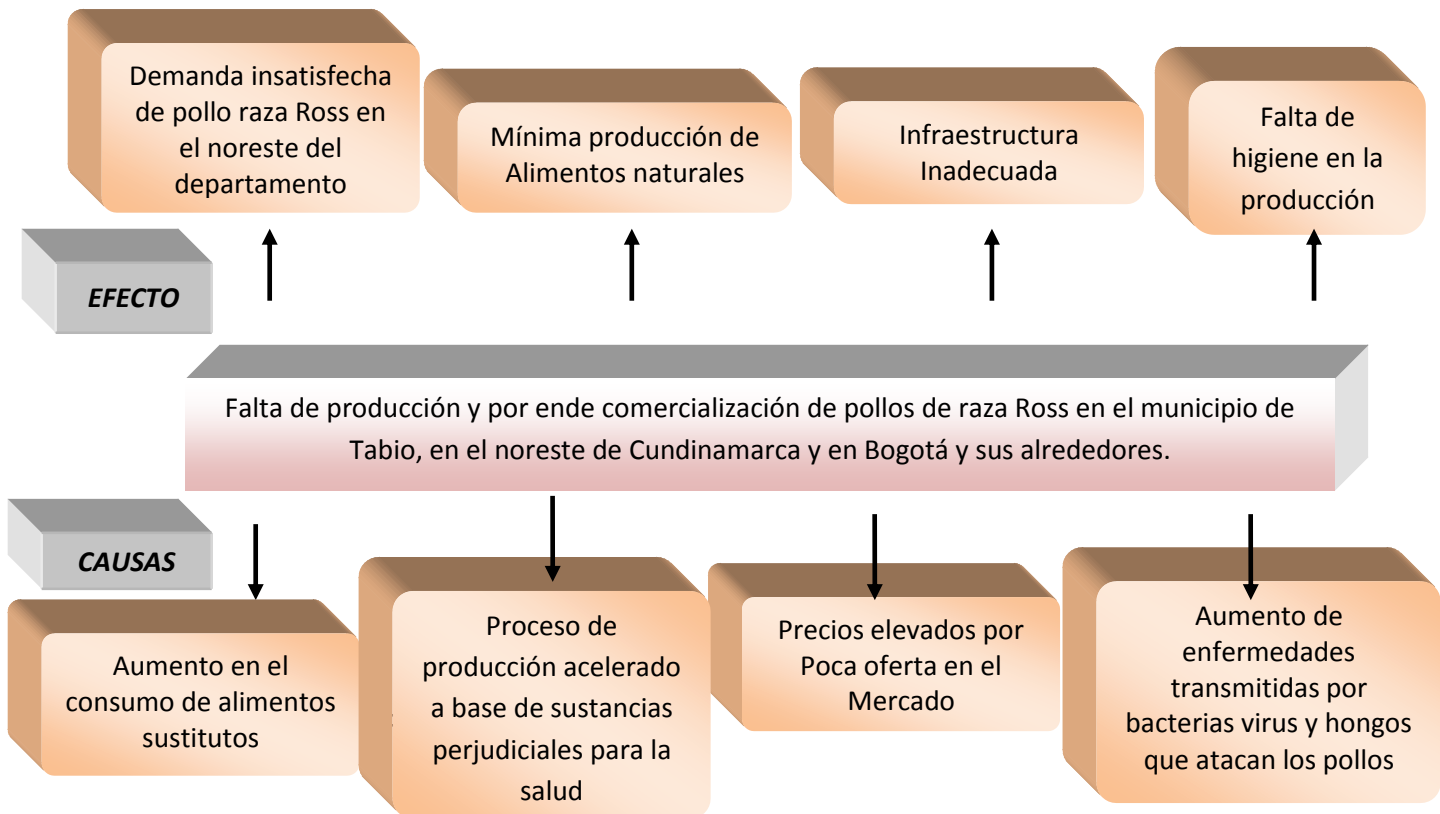 Demanda insatisfecha
de pollo raza Ross en
el noreste del
departamento
Mínima producción de
Alimentos naturales
Infraestructura
Inadecuada
Falta de
higiene en la
producción
EFECTO
Falta de producción y por ende comercialización de pollos de raza Ross en el municipio de
Tabio, en el noreste de Cundinamarca y en Bogotá y sus alrededores.
CAUSAS
Aumento en el
consumo de alimentos
sustitutos
Proceso de
producción acelerado
a base de sustancias
perjudiciales para la
salud
Precios elevados por
Poca oferta en el
Mercado
Aumento de
enfermedades
transmitidas por
bacterias virus y hongos
que atacan los pollos